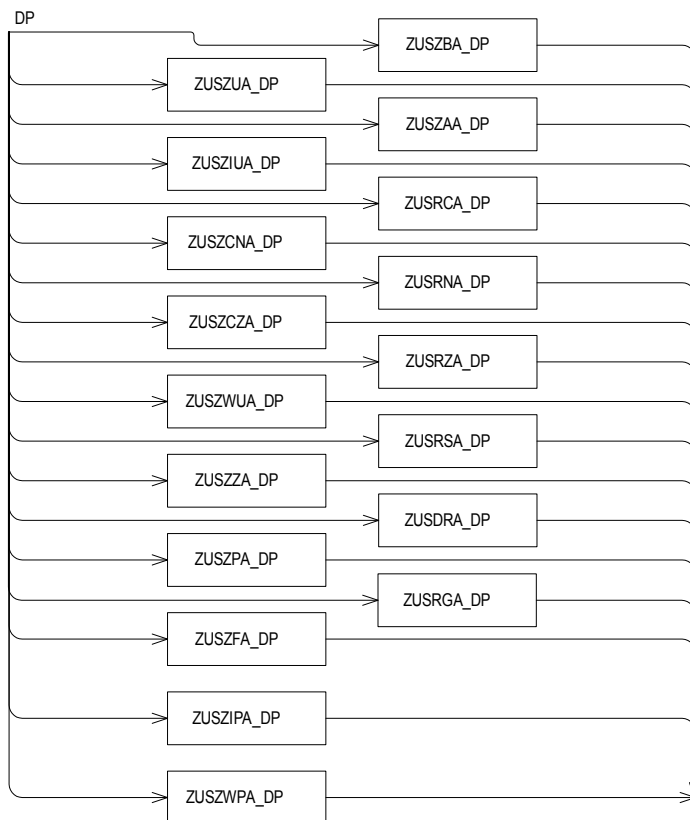 DP
ZUSZBA_DP
ZUSZUA_DP
ZUSZAA_DP
ZUSZIUA_DP
ZUSRCA_DP
ZUSZCNA_DP
ZUSRNA_DP
ZUSZCZA_DP
ZUSRZA_DP
ZUSZWUA_DP
ZUSRSA_DP
ZUSZZA_DP
ZUSDRA_DP
ZUSZPA_DP
ZUSRGA_DP
ZUSZFA_DP
ZUSZIPA_DP
ZUSZWPA_DP